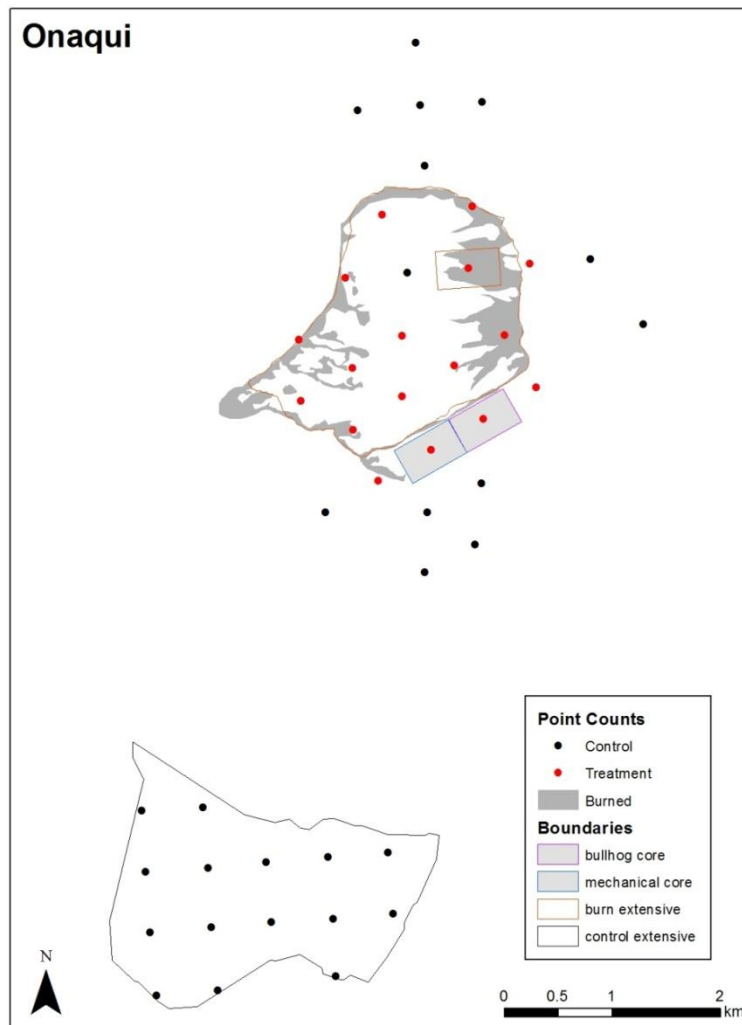 Onaqui
Point Counts
Control
Treatment
Burned
Boundaries
bullhog core
mechanical core
burn extensive
control extensive
N
0 0.5 1 2
km